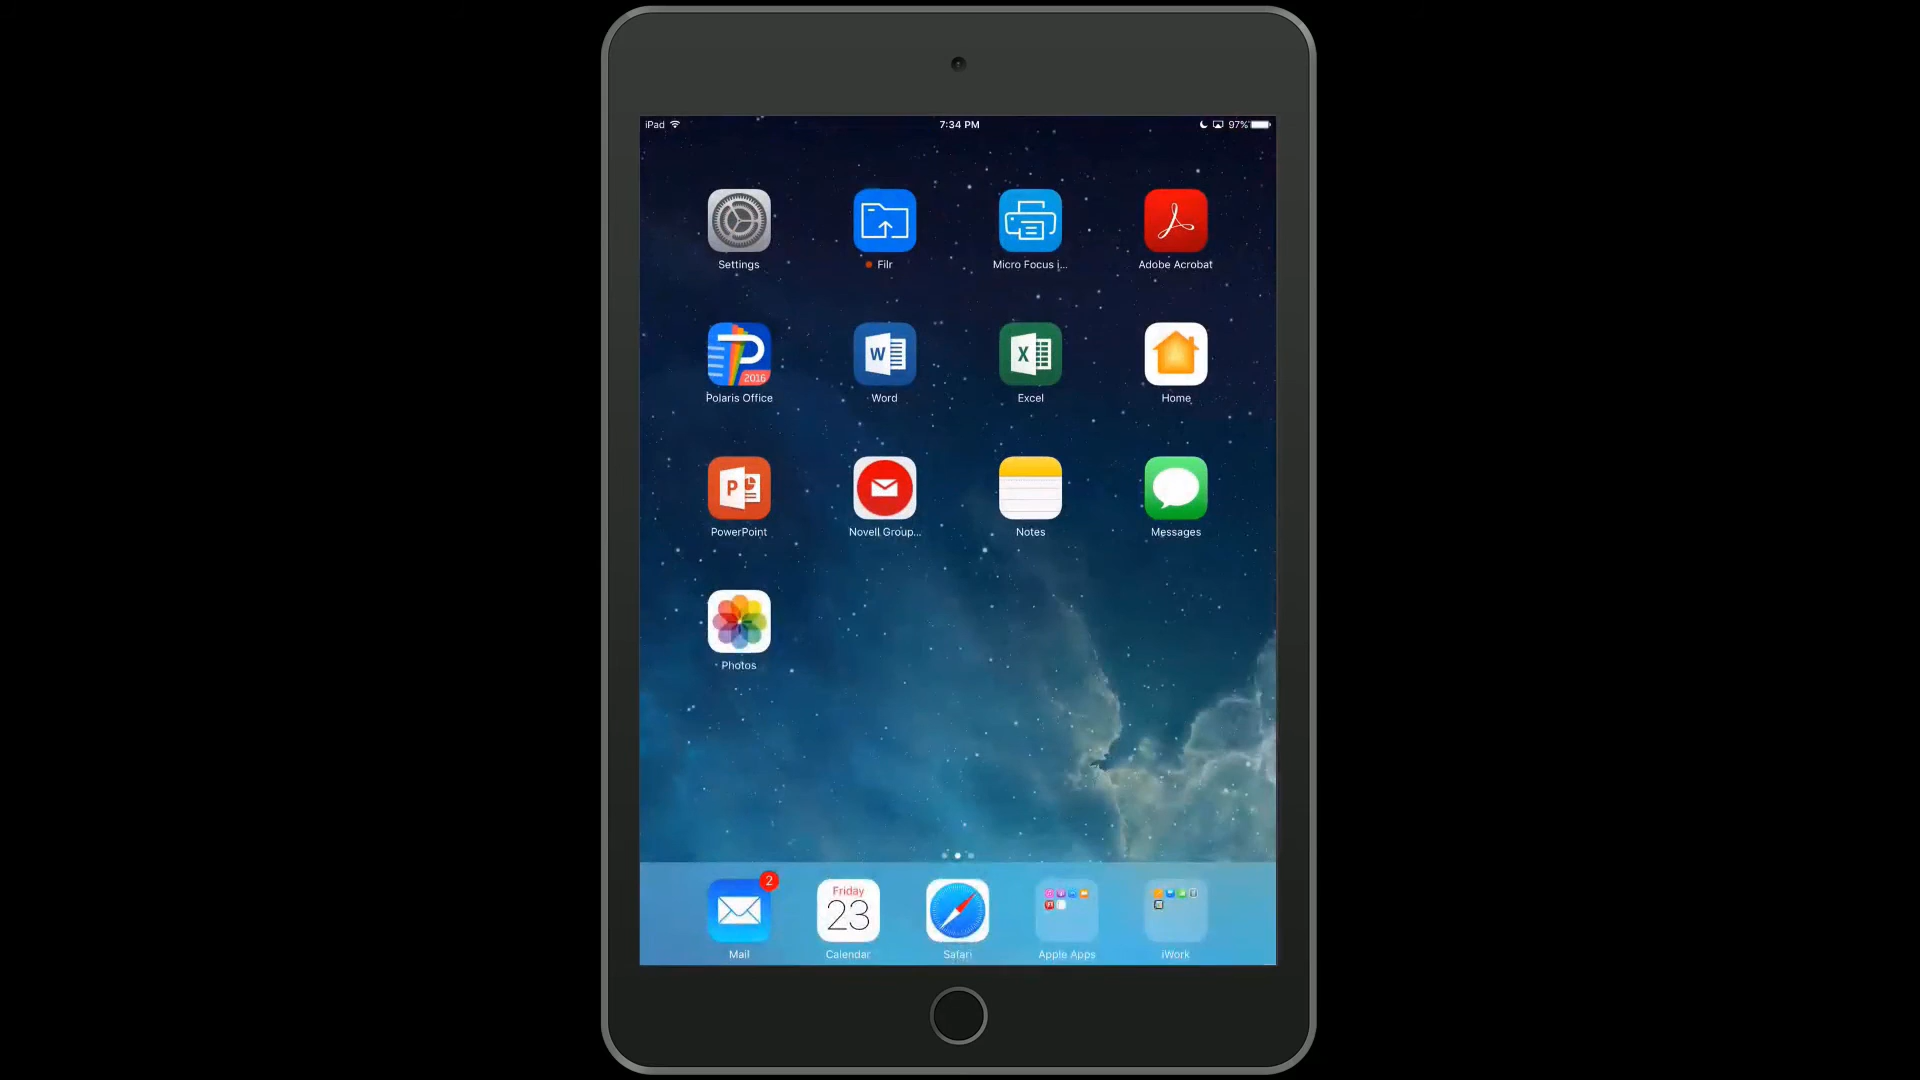 iPad 7:34 PM 97%
Settings Filr Micro Focus i... Adobe Acrobat
2016
Polaris Office Word Excel Home
PowerPoint Novell Group... Notes Messages
Photos
2
Friday
23
Mail Calendar Safari Apple Apps iWork